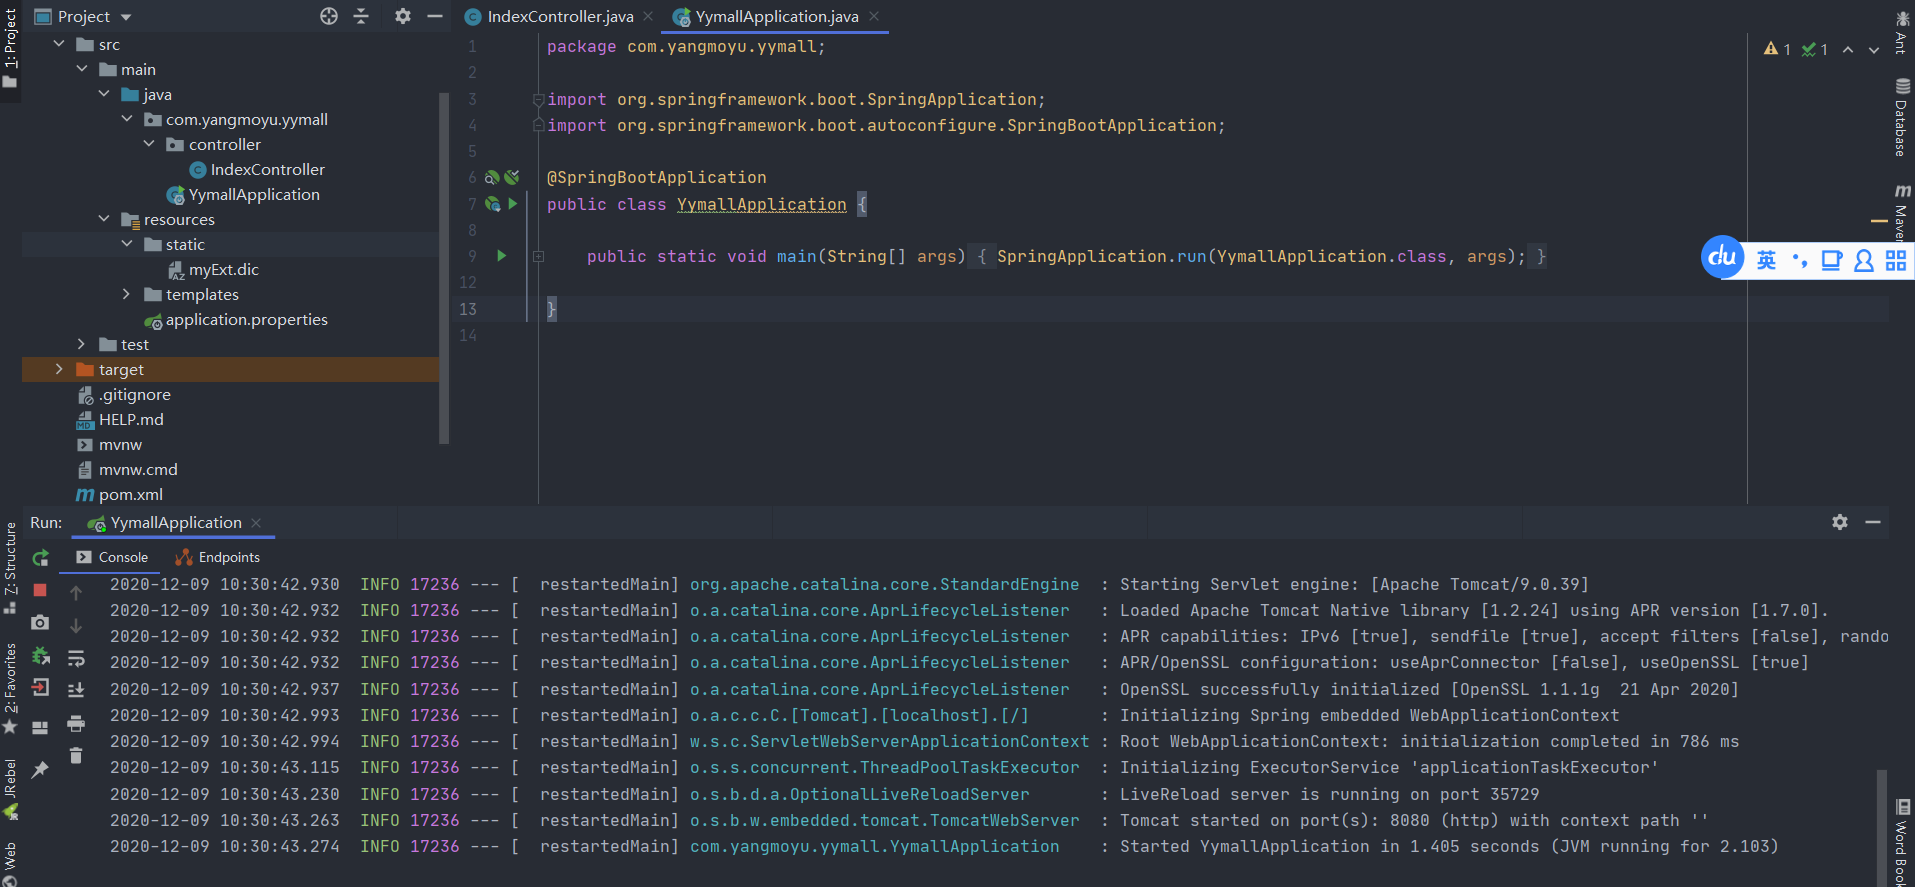 Project
IndexController.java
YymallApplication.java
1: Project
src
main
java
com.yangmoyu.yymall
controller
IndexController
YymallApplication
resources
static
myExt.dic
templates
application.properties
test
target
.gitignore
HELP.md
mvnw
mvnw.cmd
pom.xml
1 package com.yangmoyu.yymall;
2
3 import org.springframework.boot.SpringApplication;
4 import org.springframework.boot.autoconfigure.SpringBootApplication;
5
6 @SpringBootApplication
7 public class YymallApplication {
8
9 public static void main(String[] args) { SpringApplication.run(YymallApplication.class, args); }
12
13 }
14
1 1
Ant
Database
Maven
du 英
Run: YymallApplication
Console Endpoints
7: Structure
2: Favorites
JRebel
Web
Word Book
2020-12-09 10:30:42.930 INFO 17236 --- [ restartedMain] org.apache.catalina.core.StandardEngine : Starting Servlet engine: [Apache Tomcat/9.0.39]
2020-12-09 10:30:42.932 INFO 17236 --- [ restartedMain] o.a.catalina.core.AprLifecycleListener : Loaded Apache Tomcat Native library [1.2.24] using APR version [1.7.0].
2020-12-09 10:30:42.932 INFO 17236 --- [ restartedMain] o.a.catalina.core.AprLifecycleListener : APR capabilities: IPv6 [true], sendfile [true], accept filters [false], rando
2020-12-09 10:30:42.932 INFO 17236 --- [ restartedMain] o.a.catalina.core.AprLifecycleListener : APR/OpenSSL configuration: useAprConnector [false], useOpenSSL [true]
2020-12-09 10:30:42.937 INFO 17236 --- [ restartedMain] o.a.catalina.core.AprLifecycleListener : OpenSSL successfully initialized [OpenSSL 1.1.1g  21 Apr 2020]
2020-12-09 10:30:42.993 INFO 17236 --- [ restartedMain] o.a.c.c.C.[Tomcat].[localhost].[/] : Initializing Spring embedded WebApplicationContext
2020-12-09 10:30:42.994 INFO 17236 --- [ restartedMain] w.s.c.ServletWebServerApplicationContext : Root WebApplicationContext: initialization completed in 786 ms
2020-12-09 10:30:43.115 INFO 17236 --- [ restartedMain] o.s.s.concurrent.ThreadPoolTaskExecutor : Initializing ExecutorService 'applicationTaskExecutor'
2020-12-09 10:30:43.230 INFO 17236 --- [ restartedMain] o.s.b.d.a.OptionalLiveReloadServer : LiveReload server is running on port 35729
2020-12-09 10:30:43.263 INFO 17236 --- [ restartedMain] o.s.b.w.embedded.tomcat.TomcatWebServer : Tomcat started on port(s): 8080 (http) with context path ''
2020-12-09 10:30:43.274 INFO 17236 --- [ restartedMain] com.yangmoyu.yymall.YymallApplication : Started YymallApplication in 1.405 seconds (JVM running for 2.103)